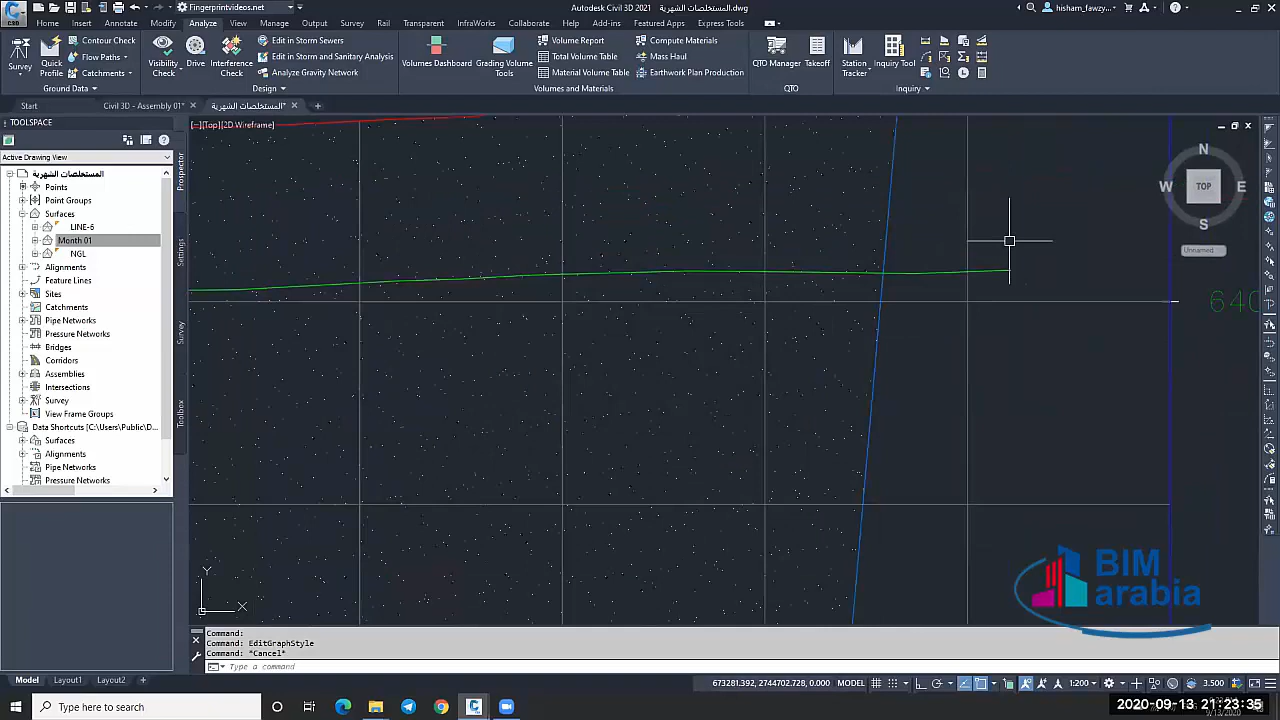 Fingerprintvideos.net
Autodesk Civil 3D 2021 المستخلصات الشهرية.dwg
hisham_fawzy...
Home Insert Annotate Modify Analyze View Manage Output Survey Rail Transparent InfraWorks Collaborate Help Add-ins Featured Apps Express Tools
Survey
Quick Profile
Contour Check
Flow Paths
Catchments
Ground Data
Visibility Check
Drive
Interference Check
Edit in Storm Sewers
Edit in Storm and Sanitary Analysis
Analyze Gravity Network
Design
Volumes Dashboard
Grading Volume Tools
Volume Report
Total Volume Table
Material Volume Table
Compute Materials
Mass Haul
Earthwork Plan Production
Volumes and Materials
QTO Manager
Takeoff
QTO
Station Tracker
Inquiry Tool
Inquiry
Start
Civil 3D - Assembly 01*
المستخلصات الشهرية*
TOOLSPACE
Active Drawing View
المستخلصات الشهرية
Points
Point Groups
Surfaces
LINE-6
Month 01
NGL
Alignments
Feature Lines
Sites
Catchments
Pipe Networks
Pressure Networks
Bridges
Corridors
Assemblies
Intersections
Survey
View Frame Groups
Data Shortcuts [C:\Users\Public\D...
Surfaces
Alignments
Pipe Networks
Pressure Networks
Prospector
Settings
Survey
Toolbox
[–][Top][2D Wireframe]
N
W TOP E
S
Unnamed
640
Y
X
BIM
arabia
Command:
Command: EditGraphStyle
Command: *Cancel*
Type a command
Model Layout1 Layout2
673281.392, 2744702.728, 0.000 MODEL 1:200 3.500
Type here to search
2020-09-13 21:23:35